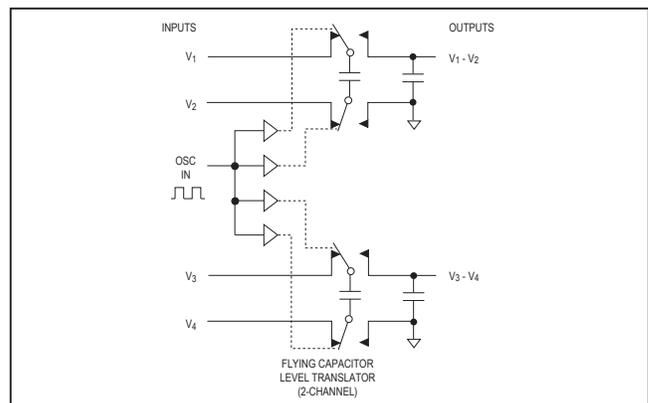 INPUTS
OUTPUTS
V1
V1 - V2
V2
OSC
IN
V3
V3 - V4
V4
FLYING CAPACITOR
LEVEL TRANSLATOR
(2-CHANNEL)